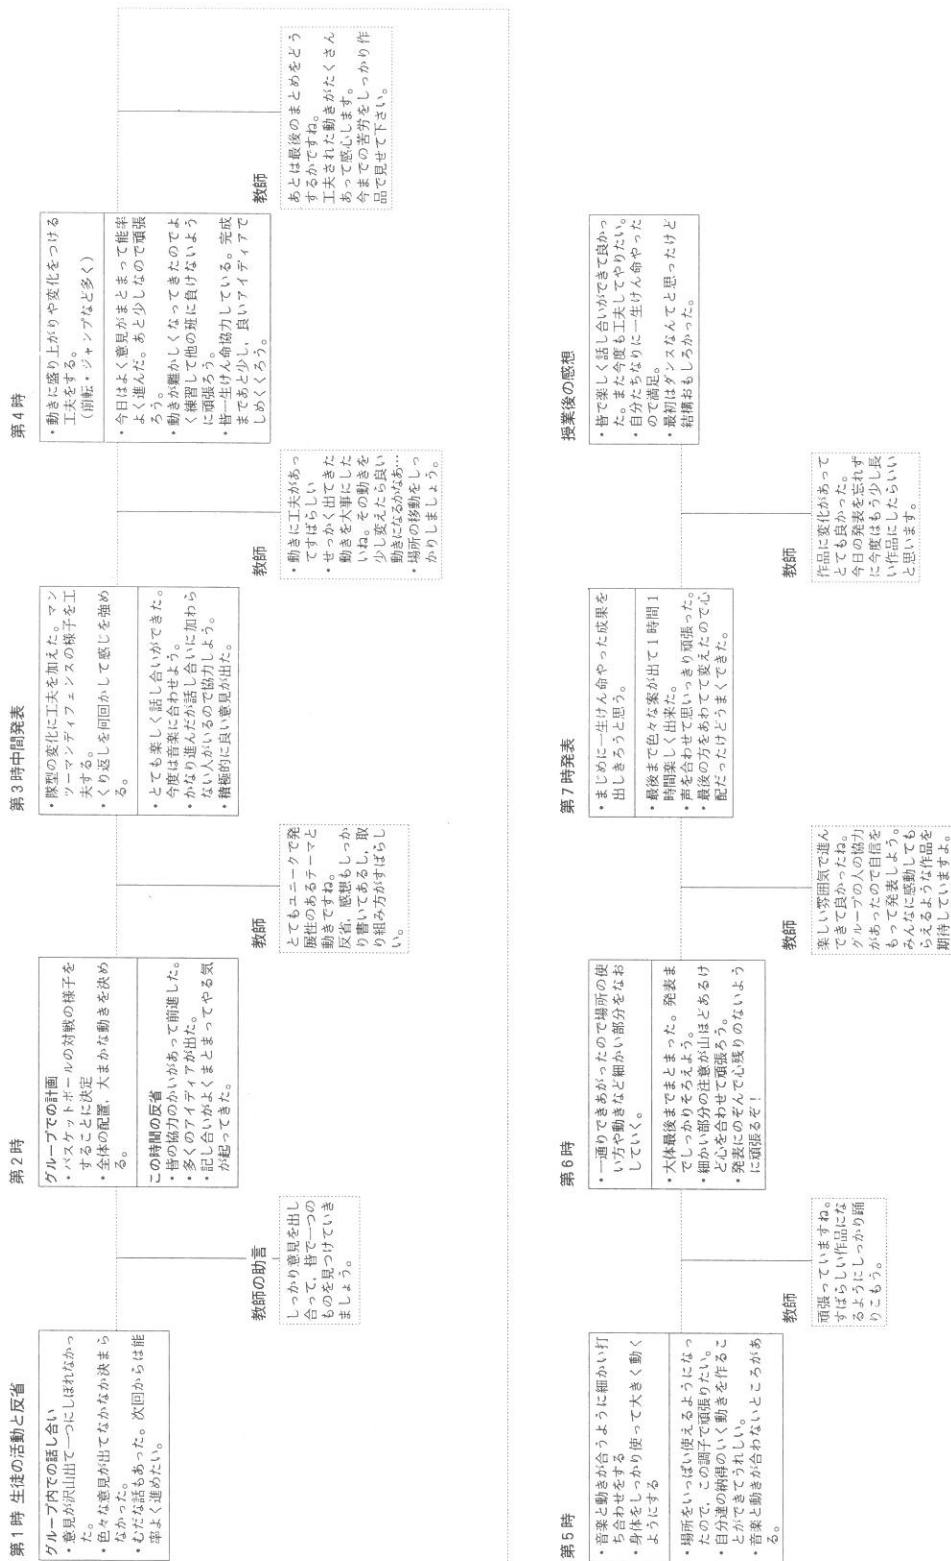 第1時 生徒の活動と反省
グループ内での話し合い
・意見が沢山出て一つにしぼれなかっ
た。
・色々な意見が出てなかなか決まら
なかった。
・むだな話もあった。次回からは能
率よく進めたい。
教師の助言
しっかり意見を出し
合って，皆で一つの
ものを見つけていき
ましょう。
第2時
グループでの計画
・バスケットボールの対戦の様子を
することに決定
・全体の配置，大まかな動きを決め
る。
この時間の反省
・皆の協力のかいがあって前進した。
・多くのアイディアが出た。
・記し合いがよくまとまってやる気
が起ってきた。
教師
とてもユニークで発
展性のあるテーマと
動きですね。
反省，感想もしっか
り書いてあるし，取
り組み方がすばらし
い。
第3時中間発表
・隊型の変化に工夫を加えた。マン
ツーマンディフェンスの様子を工
夫する。
・くり返しを何回かして感じを強め
る。
・とても楽しく話し合いができた。
今度は音楽に合わせよう。
・かなり進んだが話し合いに加わら
ない人がいるので協力しよう。
・積極的に良い意見が出た。
教師
・動きに工夫があっ
てすばらしい
・せっかく出てきた
動きを大事にした
いね。その動きを
少し変えたら良い
動きになるかなあ…
・場所の移動をしっ
かりしましょう。
第4時
・動きに盛り上がりや変化をつける
工夫をする。
（前転・ジャンプなど多く）
・今日はよく意見がまとまって能率
よく進んだ。あと少しなので頑張
ろう。
・動きが難かしくなってきたのでよ
く練習して他の班に負けないよう
に頑張ろう。
・皆一生けん命協力している。完成
まであと少し，良いアイディアで
しめくくろう。
教師
あとは最後のまとめをどう
するかですね。
工夫された動きがたくさん
あって感心します。
今までの苦労をしっかり作
品で見せて下さい。
第5時
・音楽と動きが合うように細かい打
ち合わせをする
・身体をしっかり使って大きく動く
ようにする
・場所をいっぱい使えるようになっ
たので，この調子で頑張りたい。
・自分達の納得のいく動きを作るこ
とができてうれしい。
・音楽と動きが合わないところがあ
る。
教師
頑張っていますね。
すばらしい作品にな
るようにしっかり踊
りこもう。
第6時
・一通りできあがったので場所の使
い方や動きなど細かい部分をなお
していく。
・大体最後までまとまった。発表ま
でしっかりそろえよう。
・細かい部分の注意が山ほどあるけ
ど心を合わせて頑張ろう。
・発表にのぞんで心残りのないよう
に頑張るぞ！
教師
楽しい雰囲気で進ん
できて良かったね。
グループの人の協力
があったので自信を
もって発表しよう。
みんなに感動しても
らえるような作品を
期待していますよ。
第7時発表
・まじめに一生けん命やった成果を
出しきろうと思う。
・最後まで色々な案が出て1時間1
時間楽しく出来た。
・声を合わせて思いっきり頑張った。
・最後の方をあわてて変えたので心
配だったけどうまくできた。
教師
作品に変化があって
とても良かった。
今日の発表を忘れず
に今度はもう少し長
い作品にしたらいい
と思います。
授業後の感想
・皆で楽しく話し合いができて良かっ
た。また今度も工夫してやりたい。
・自分たちなりに一生けん命やった
ので満足。
・最初はダンスなんてと思ったけど
結構おもしろかった。